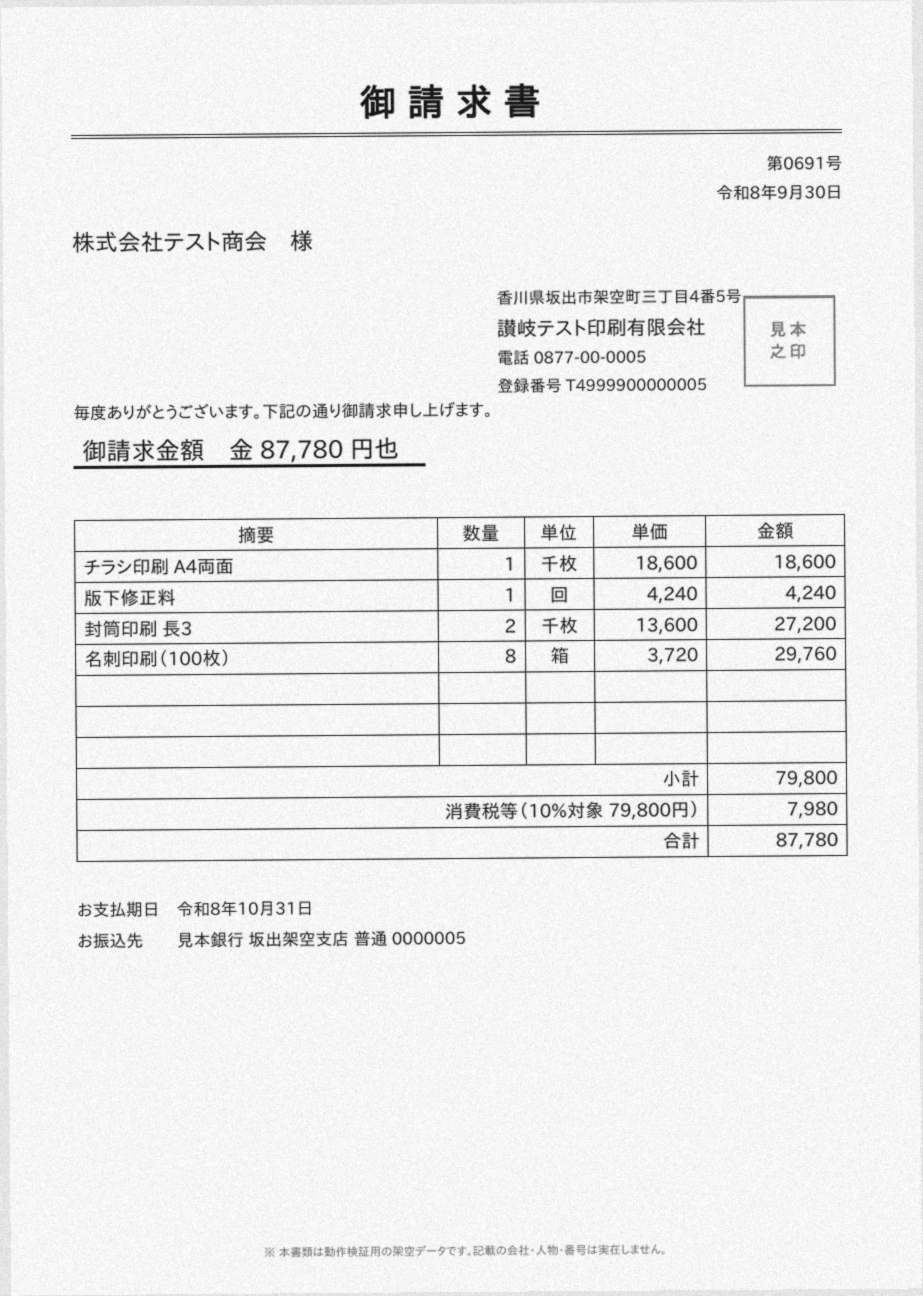 御請求書
第0691号
令和8年9月30日
株式会社テスト商会　様
香川県坂出市架空町三丁目4番5号
讃岐テスト印刷有限会社
電話 0877-00-0005
登録番号 T4999900000005
見本
之印
毎度ありがとうございます。下記の通り御請求申し上げます。
御請求金額　金 87,780 円也
摘要 数量 単位 単価 金額
チラシ印刷 A4両面 1 千枚 18,600 18,600
版下修正料 1 回 4,240 4,240
封筒印刷 長3 2 千枚 13,600 27,200
名刺印刷（100枚） 8 箱 3,720 29,760
小計 79,800
消費税等（10%対象 79,800円） 7,980
合計 87,780
お支払期日　令和8年10月31日
お振込先　見本銀行 坂出架空支店 普通 0000005
※ 本書類は動作検証用の架空データです。記載の会社・人物・番号は実在しません。